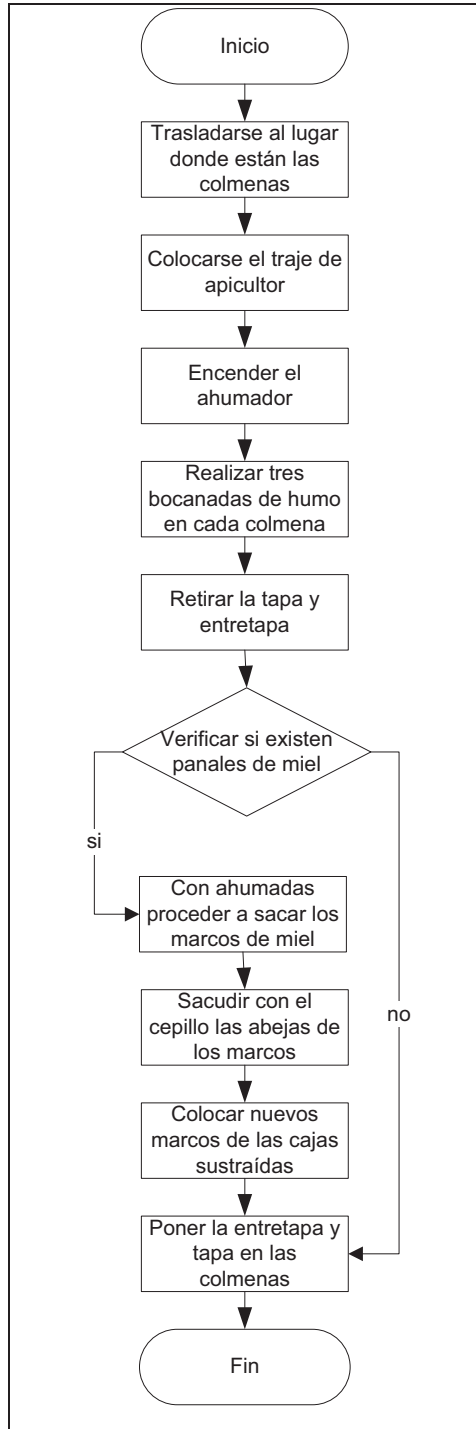 Inicio
Trasladarse al lugar
donde están las
colmenas
Colocarse el traje de
apicultor
Encender el
ahumador
Realizar tres
bocanadas de humo
en cada colmena
Retirar la tapa y
entretapa
Verificar si existen
panales de miel
si
Con ahumadas
proceder a sacar los
marcos de miel
Sacudir con el
cepillo las abejas de
los marcos
no
Colocar nuevos
marcos de las cajas
sustraídas
Poner la entretapa y
tapa en las
colmenas
Fin